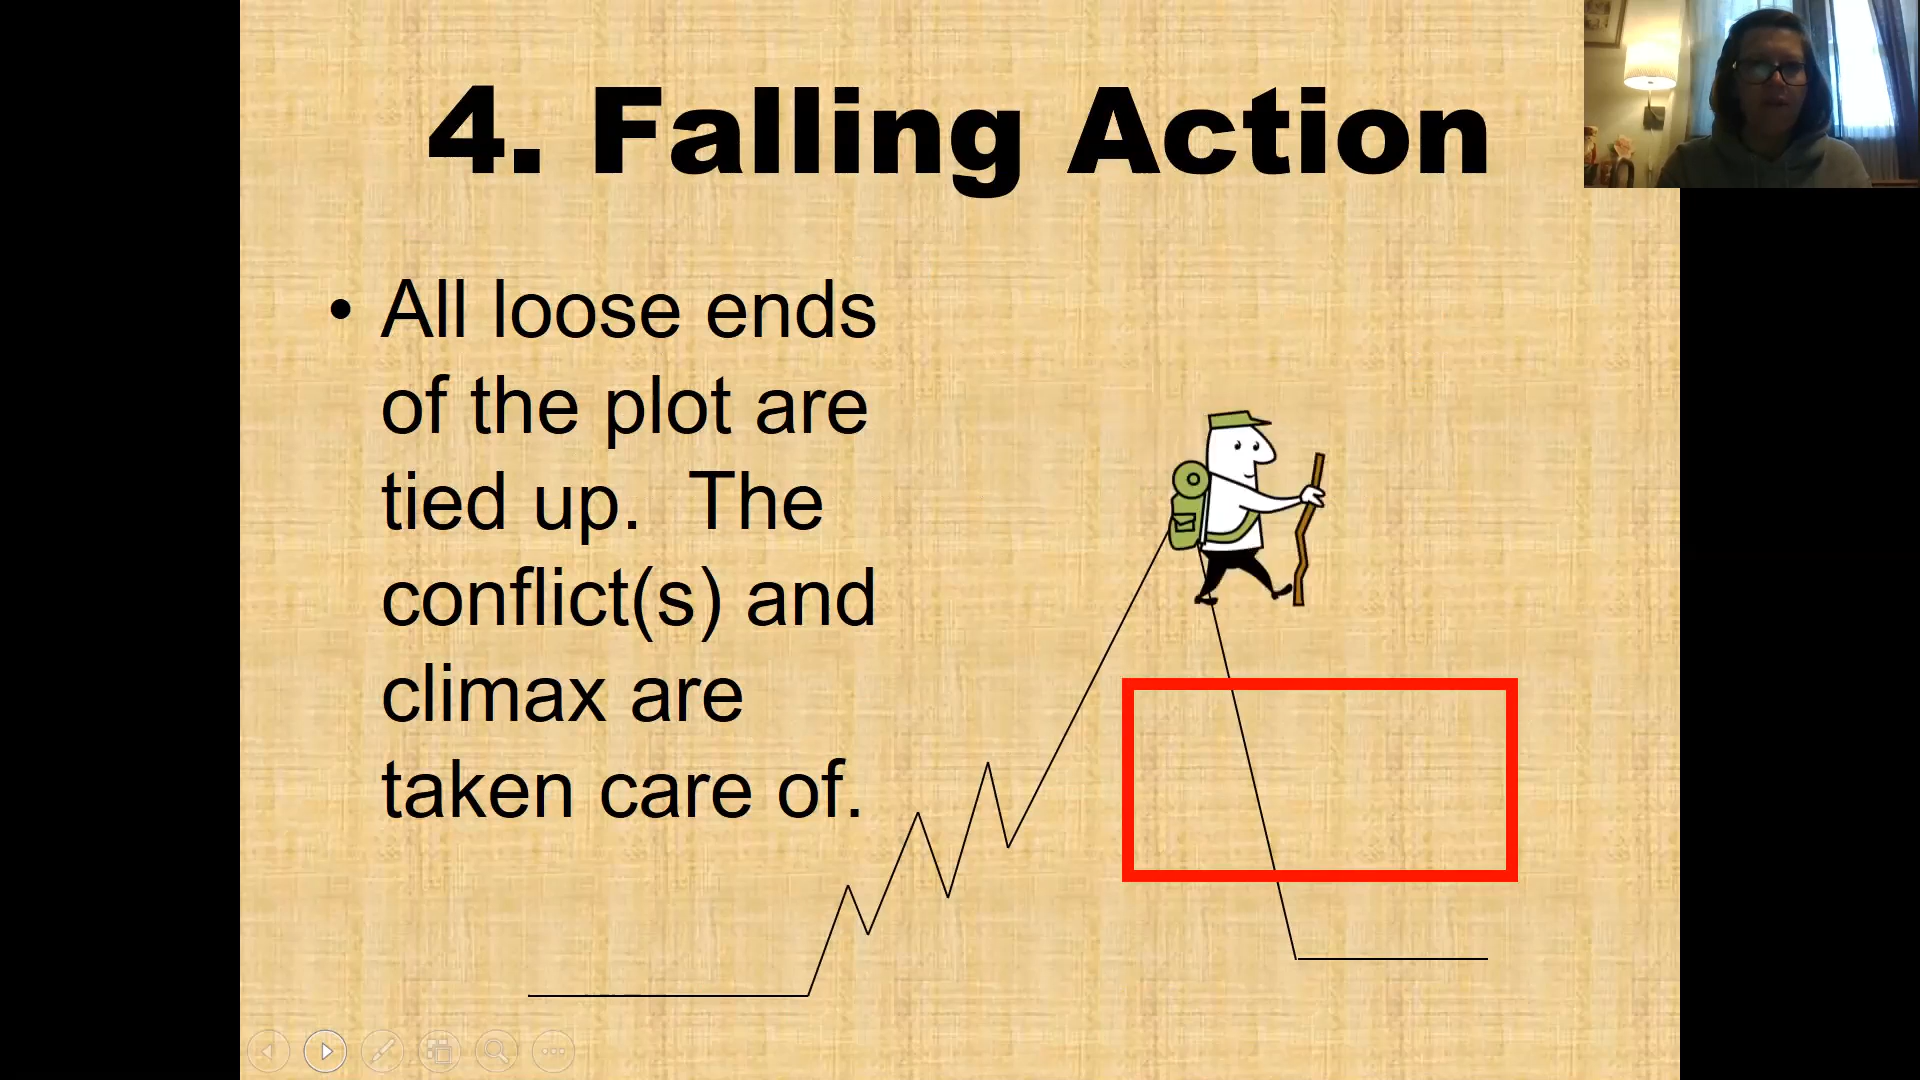 4. Falling Action
• All loose ends
of the plot are
tied up.  The
conflict(s) and
climax are
taken care of.